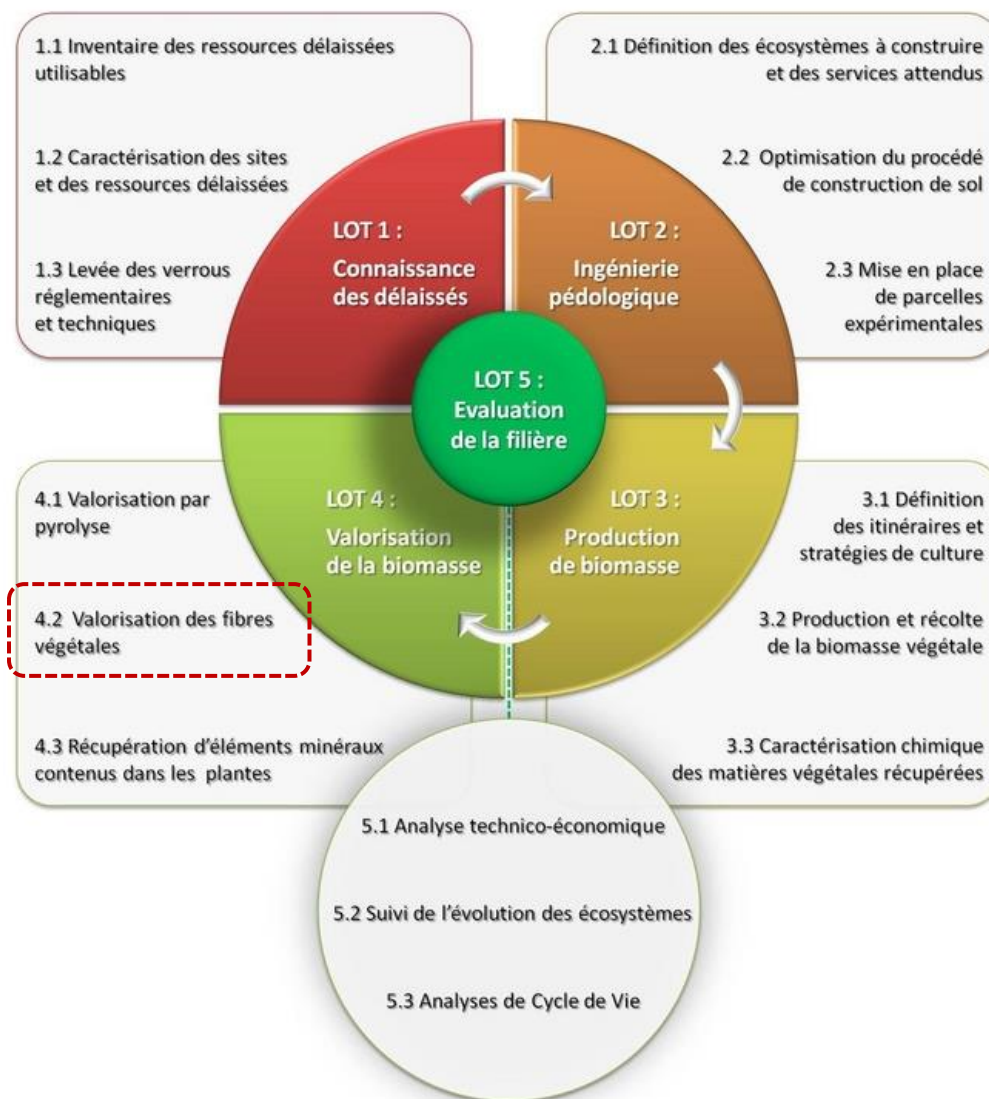 1.1 Inventaire des ressources délaissées
utilisables
1.2 Caractérisation des sites
et des ressources délaissées
1.3 Levée des verrous
réglementaires
et techniques
2.1 Définition des écosystèmes à construire
et des services attendus
2.2 Optimisation du procédé
de construction de sol
2.3 Mise en place
de parcelles
expérimentales
LOT 1 :
Connaissance
des délaissés
LOT 2 :
Ingénierie
pédologique
LOT 5 :
Evaluation
de la filière
LOT 4 :
Valorisation
de la biomasse
LOT 3 :
Production
de biomasse
4.1 Valorisation par
pyrolyse
4.2 Valorisation des fibres
végétales
4.3 Récupération d'éléments minéraux
contenus dans les plantes
3.1 Définition
des itinéraires et
stratégies de culture
3.2 Production et récolte
de la biomasse végétale
3.3 Caractérisation chimique
des matières végétales récupérées
5.1 Analyse technico-économique
5.2 Suivi de l'évolution des écosystèmes
5.3 Analyses de Cycle de Vie